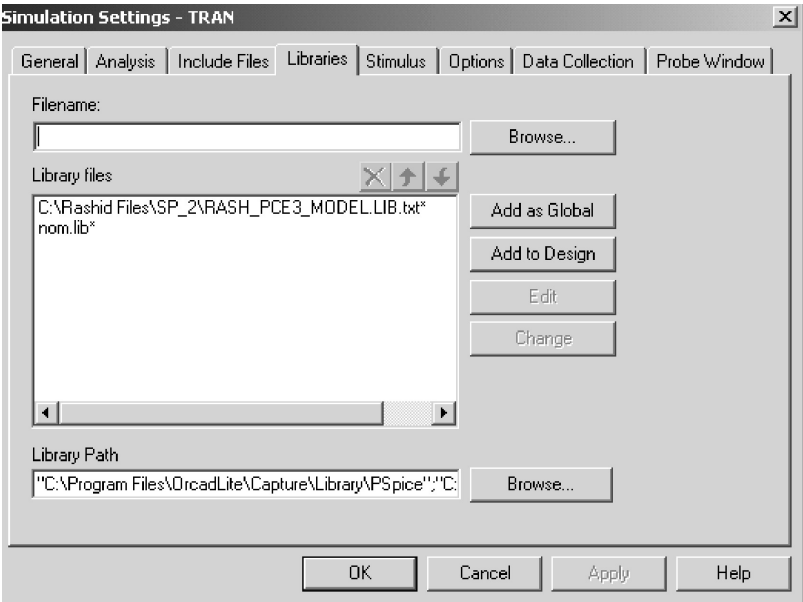 Simulation Settings - TRAN
General Analysis Include Files Libraries Stimulus Options Data Collection Probe Window
Filename:
Browse...
Library files
C:\Rashid Files\SP_2\RASH_PCE3_MODEL.LIB.txt*
nom.lib*
Add as Global
Add to Design
Edit
Change
Library Path
"C:\Program Files\OrcadLite\Capture\Library\PSpice";"C:
Browse...
OK Cancel Apply Help